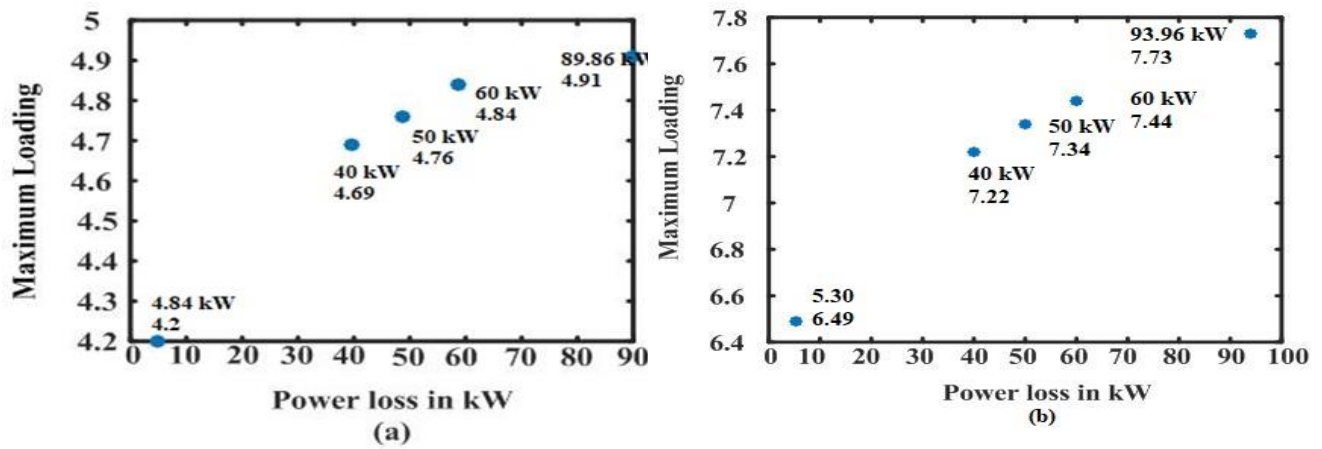 Maximum Loading
5
4.9
4.8
4.7
4.6
4.5
4.4
4.3
4.2
89.86 kW
4.91
60 kW
4.84
50 kW
4.76
40 kW
4.69
4.84 kW
4.2
0 10 20 30 40 50 60 70 80 90
Power loss in kW
(a)
Maximum Loading
7.8
7.6
7.4
7.2
7
6.8
6.6
6.4
93.96 kW
7.73
60 kW
7.44
50 kW
7.34
40 kW
7.22
5.30
6.49
0 10 20 30 40 50 60 70 80 90 100
Power loss in kW
(b)